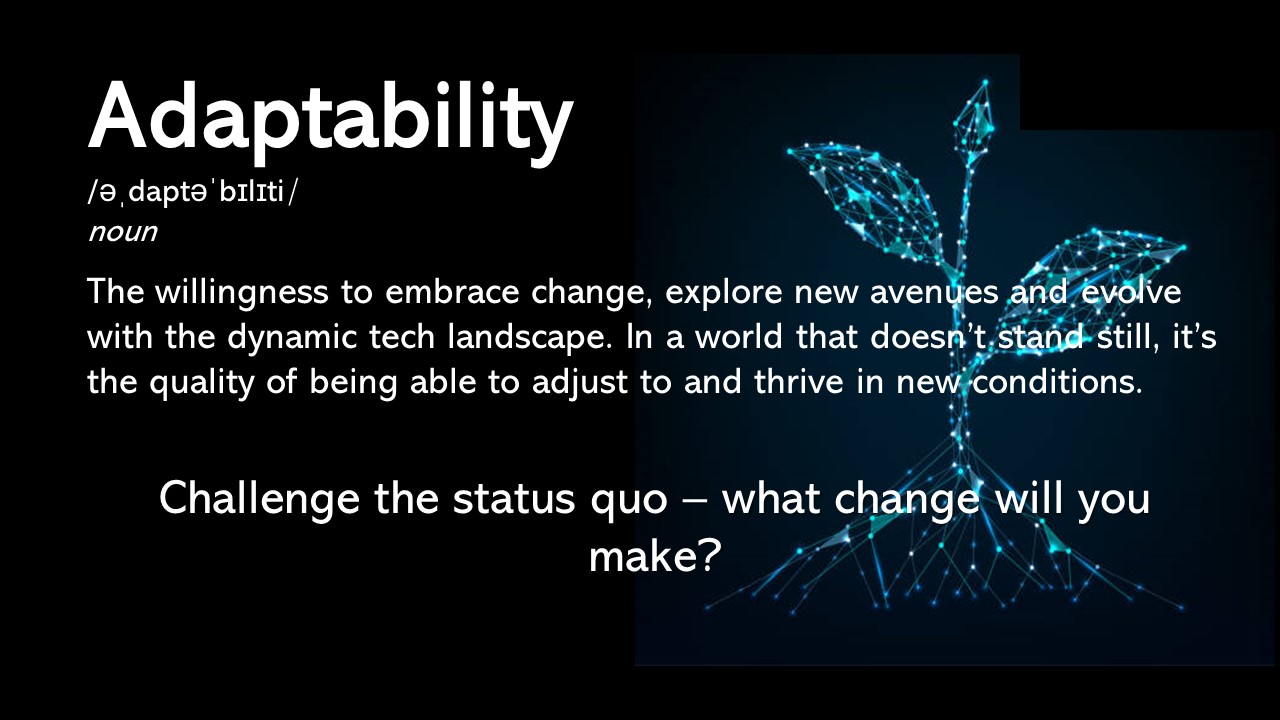 Adaptability
/əˌdaptəˈbɪlɪti/
noun
The willingness to embrace change, explore new avenues and evolve
with the dynamic tech landscape. In a world that doesn’t stand still, it’s
the quality of being able to adjust to and thrive in new conditions.
Challenge the status quo – what change will you
make?